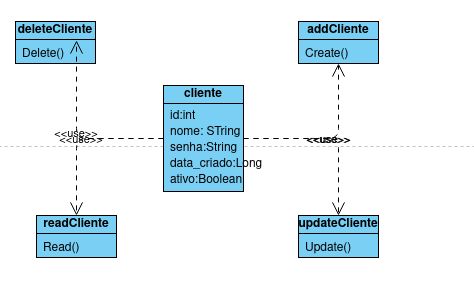 deleteCliente
Delete()
addCliente
Create()
cliente
id:int
nome: STring
senha:String
data_criado:Long
ativo:Boolean
<<use>>
<<use>>
<<use>>
<<use>>
readCliente
Read()
updateCliente
Update()